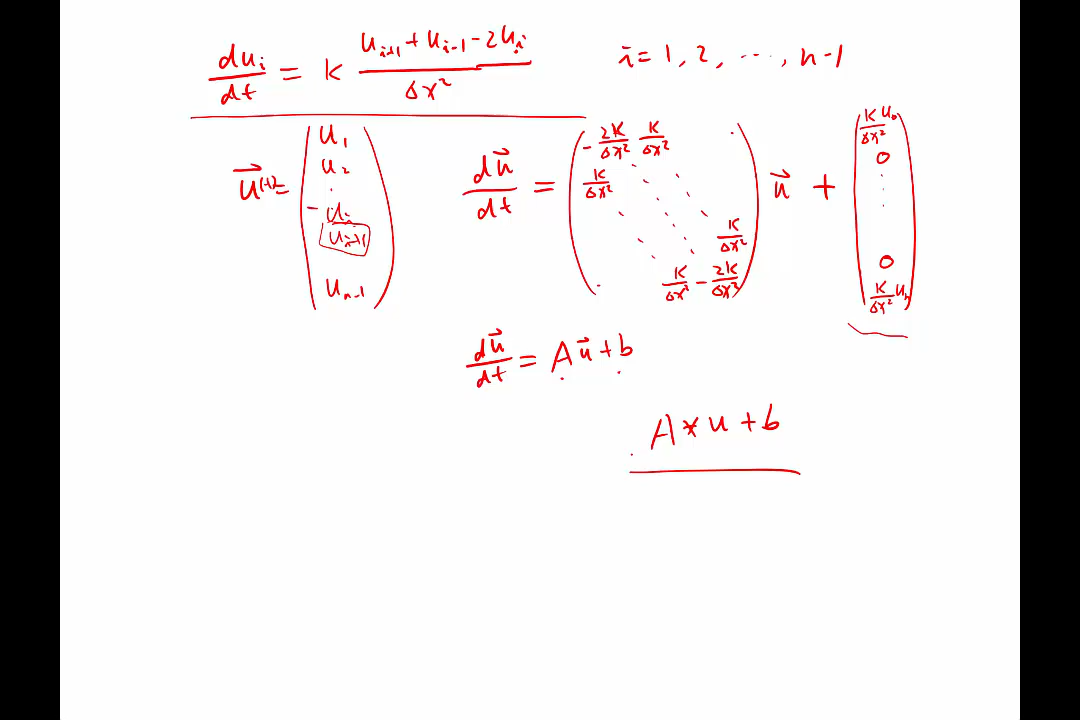 du_i/dt = K (u_{i+1} + u_{i-1} - 2u_i)/Δx² i = 1, 2, ⋯, n-1
u⃗(t) = (u_1 u_2 ⋮ u_i u_{i+1} u_{n-1}) du⃗/dt = (-2K/Δx² K/Δx² K/Δx² ⋱ K/Δx² K/Δx² -2K/Δx²) u⃗ + (K/Δx² u_0 0 ⋮ 0 K/Δx² u_n)
du⃗/dt = A u⃗ + b
A * u + b